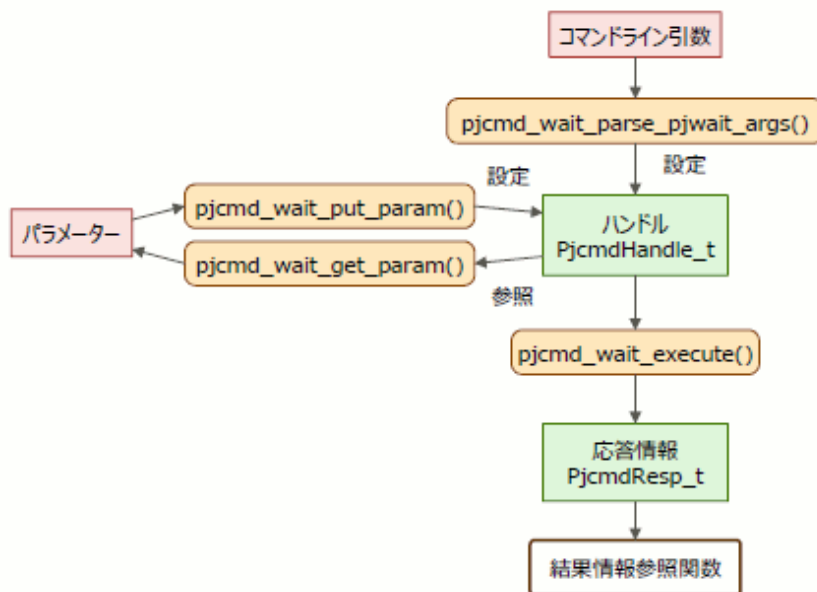 コマンドライン引数
pjcmd_wait_parse_pjwait_args()
設定
設定
pjcmd_wait_put_param()
パラメーター
ハンドル
PjcmdHandle_t
pjcmd_wait_get_param()
参照
pjcmd_wait_execute()
応答情報
PjcmdResp_t
結果情報参照関数